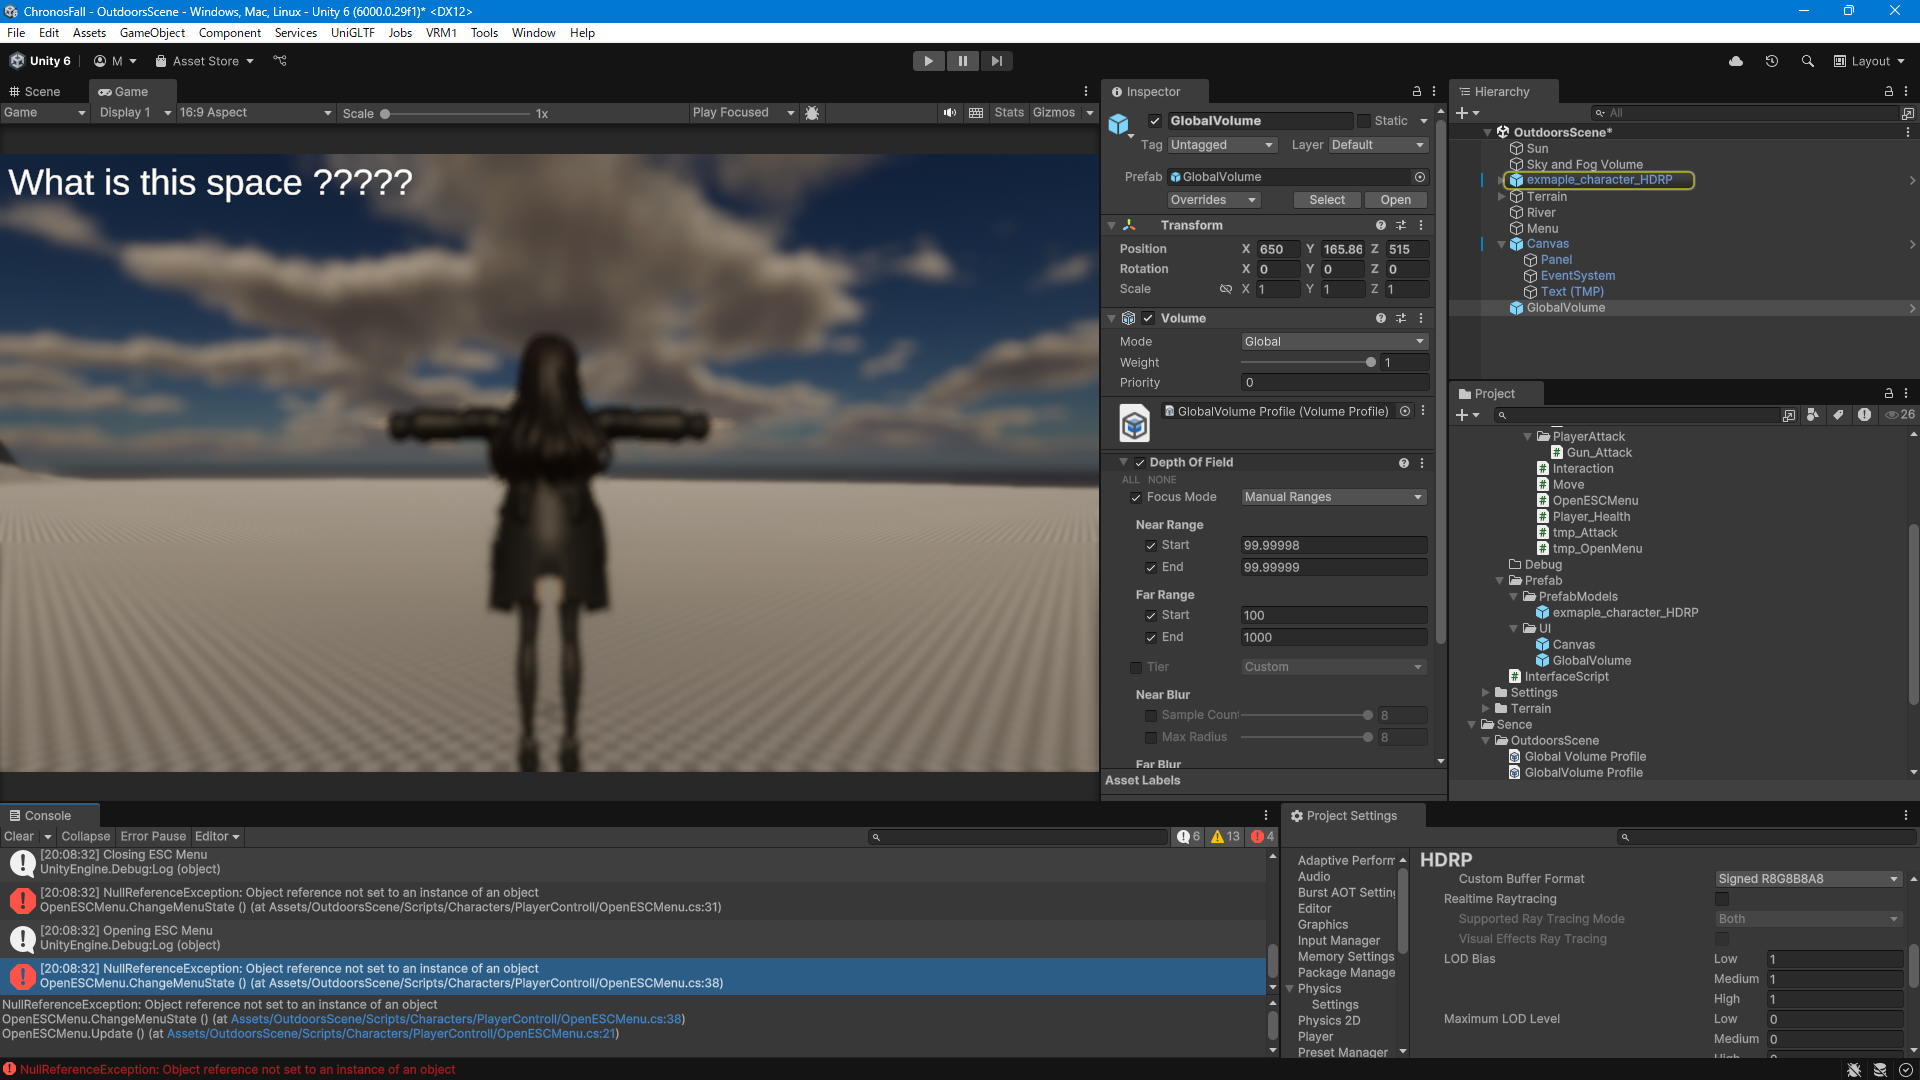 ChronosFall - OutdoorsScene - Windows, Mac, Linux - Unity 6 (6000.0.29f1)* <DX12>
File Edit Assets GameObject Component Services UniGLTF Jobs VRM1 Tools Window Help
Unity 6 M Asset Store Layout
Scene Game
Game Display 1 16:9 Aspect Scale 1x Play Focused Stats Gizmos
What is this space ?????
Inspector
GlobalVolume Static
Tag Untagged Layer Default
Prefab GlobalVolume
Overrides Select Open
Transform
Position X 650 Y 165.86 Z 515
Rotation X 0 Y 0 Z 0
Scale X 1 Y 1 Z 1
Volume
Mode Global
Weight 1
Priority 0
GlobalVolume Profile (Volume Profile)
Depth Of Field
ALL NONE
Focus Mode Manual Ranges
Near Range
Start 99.99998
End 99.99999
Far Range
Start 100
End 1000
Tier Custom
Near Blur
Sample Coun 8
Max Radius 8
Far Blur
Asset Labels
Hierarchy
All
OutdoorsScene*
Sun
Sky and Fog Volume
exmaple_character_HDRP
Terrain
River
Menu
Canvas
Panel
EventSystem
Text (TMP)
GlobalVolume
Project
26
PlayerAttack
Gun_Attack
Interaction
Move
OpenESCMenu
Player_Health
tmp_Attack
tmp_OpenMenu
Debug
Prefab
PrefabModels
exmaple_character_HDRP
UI
Canvas
GlobalVolume
InterfaceScript
Settings
Terrain
Sence
OutdoorsScene
Global Volume Profile
GlobalVolume Profile
Console
Clear Collapse Error Pause Editor 6 13 4
[20:08:32] Closing ESC Menu
UnityEngine.Debug:Log (object)
[20:08:32] NullReferenceException: Object reference not set to an instance of an object
OpenESCMenu.ChangeMenuState () (at Assets/OutdoorsScene/Scripts/Characters/PlayerControll/OpenESCMenu.cs:31)
[20:08:32] Opening ESC Menu
UnityEngine.Debug:Log (object)
[20:08:32] NullReferenceException: Object reference not set to an instance of an object
OpenESCMenu.ChangeMenuState () (at Assets/OutdoorsScene/Scripts/Characters/PlayerControll/OpenESCMenu.cs:38)
NullReferenceException: Object reference not set to an instance of an object
OpenESCMenu.ChangeMenuState () (at Assets/OutdoorsScene/Scripts/Characters/PlayerControll/OpenESCMenu.cs:38)
OpenESCMenu.Update () (at Assets/OutdoorsScene/Scripts/Characters/PlayerControll/OpenESCMenu.cs:21)
NullReferenceException: Object reference not set to an instance of an object
Project Settings
Adaptive Perform
Audio
Burst AOT Setting
Editor
Graphics
Input Manager
Memory Settings
Package Manage
Physics
Settings
Physics 2D
Player
Preset Manager
HDRP
Custom Buffer Format Signed R8G8B8A8
Realtime Raytracing
Supported Ray Tracing Mode Both
Visual Effects Ray Tracing
LOD Bias Low 1
Medium 1
High 1
Maximum LOD Level Low 0
Medium 0